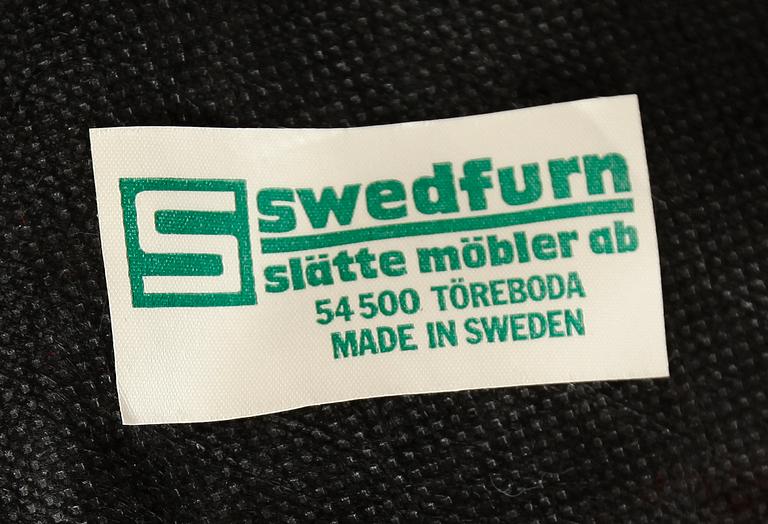 S
swedfurn
slätte möbler ab
54 500 TÖREBODA
MADE IN SWEDEN